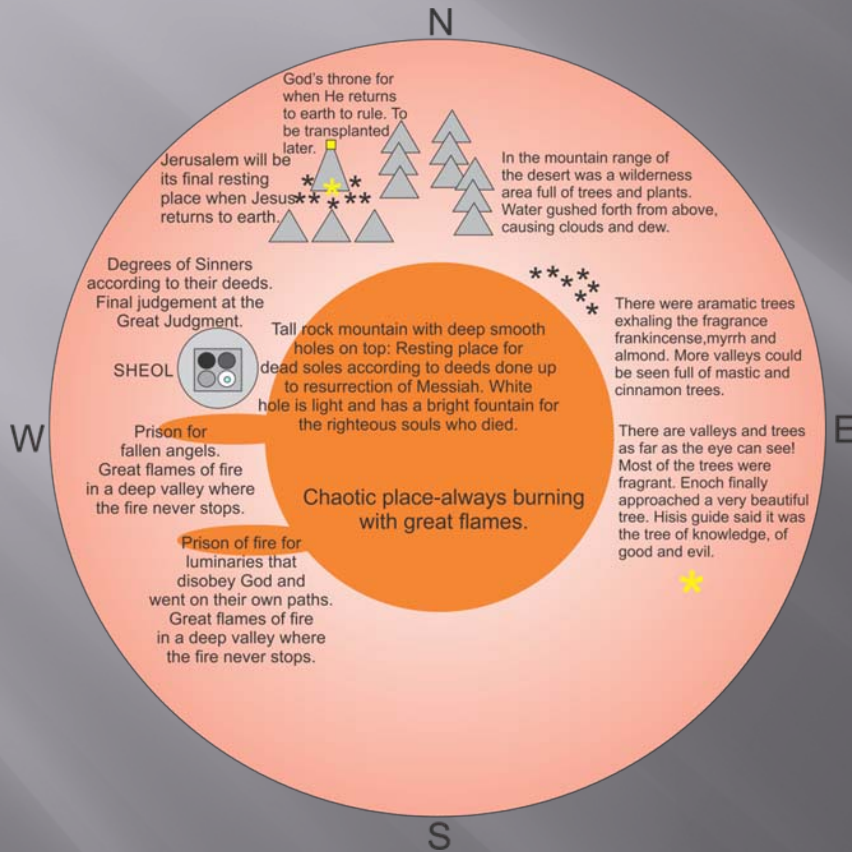 N
God's throne for
when He returns
to earth to rule. To
be transplanted
later.
Jerusalem will be
its final resting
place when Jesus
returns to earth.
In the mountain range of
the desert was a wilderness
area full of trees and plants.
Water gushed forth from above,
causing clouds and dew.
Degrees of Sinners
according to their deeds.
Final judgement at the
Great Judgment.
SHEOL
Tall rock mountain with deep smooth
holes on top: Resting place for
dead soles according to deeds done up
to resurrection of Messiah. White
hole is light and has a bright fountain for
the righteous souls who died.
There were aramatic trees
exhaling the fragrance
frankincense,myrrh and
almond. More valleys could
be seen full of mastic and
cinnamon trees.
W
E
Prison for
fallen angels.
Great flames of fire
in a deep valley where
the fire never stops.
There are valleys and trees
as far as the eye can see!
Most of the trees were
fragrant. Enoch finally
approached a very beautiful
tree. Hisis guide said it was
the tree of knowledge, of
good and evil.
Chaotic place-always burning
with great flames.
Prison of fire for
luminaries that
disobey God and
went on their own paths.
Great flames of fire
in a deep valley where
the fire never stops.
S